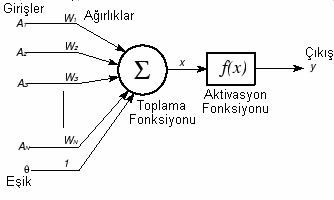 Girişler
Ağırlıklar
A₁ W₁
A₂ W₂
A₃ W₃
Aₙ Wₙ
θ 1
Eşik
Σ
Toplama
Fonksiyonu
x
f(x)
Aktivasyon
Fonksiyonu
Çıkış
y